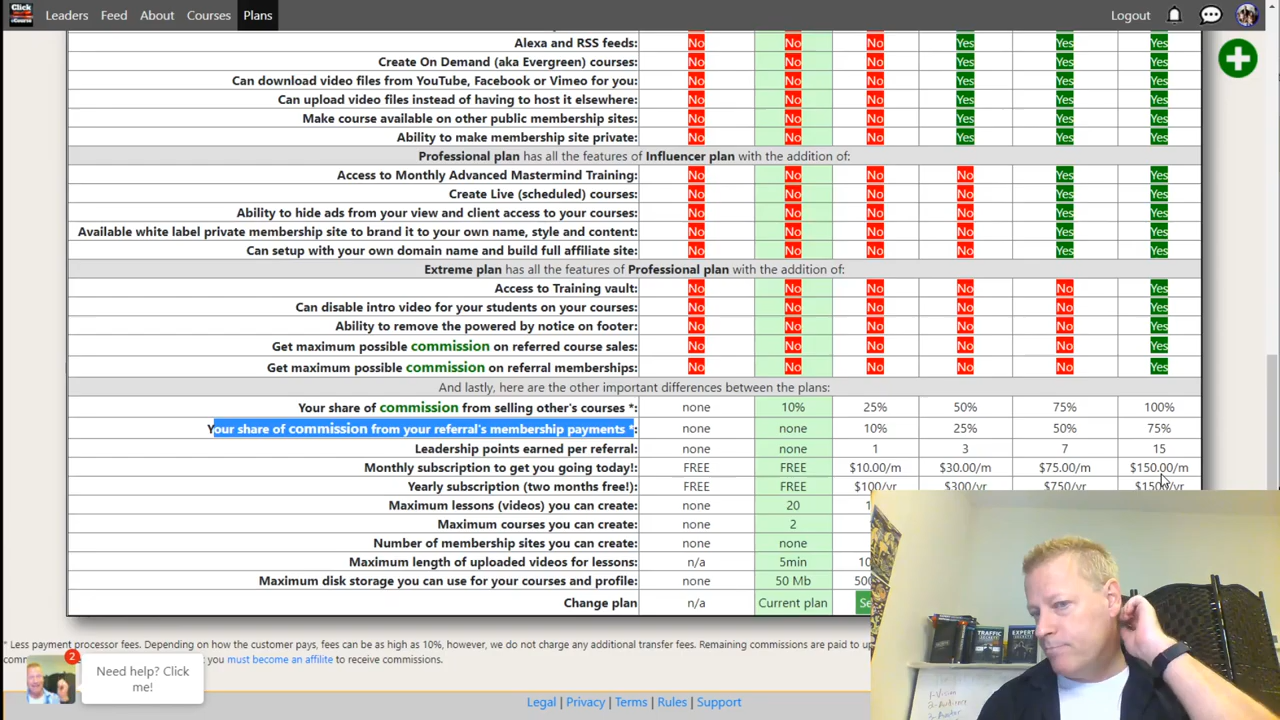 Click
Course
Leaders Feed About Courses Plans Logout
Alexa and RSS feeds: No No No Yes Yes Yes
Create On Demand (aka Evergreen) courses: No No No Yes Yes Yes
Can download video files from YouTube, Facebook or Vimeo for you: No No No Yes Yes Yes
Can upload video files instead of having to host it elsewhere: No No No Yes Yes Yes
Make course available on other public membership sites: No No No Yes Yes Yes
Ability to make membership site private: No No No Yes Yes Yes
Professional plan has all the features of Influencer plan with the addition of:
Access to Monthly Advanced Mastermind Training: No No No No Yes Yes
Create Live (scheduled) courses: No No No No Yes Yes
Ability to hide ads from your view and client access to your courses: No No No No Yes Yes
Available white label private membership site to brand it to your own name, style and content: No No No No Yes Yes
Can setup with your own domain name and build full affiliate site: No No No No Yes Yes
Extreme plan has all the features of Professional plan with the addition of:
Access to Training vault: No No No No No Yes
Can disable intro video for your students on your courses: No No No No No Yes
Ability to remove the powered by notice on footer: No No No No No Yes
Get maximum possible commission on referred course sales: No No No No No Yes
Get maximum possible commission on referral memberships: No No No No No Yes
And lastly, here are the other important differences between the plans:
Your share of commission from selling other's courses *: none 10% 25% 50% 75% 100%
Your share of commission from your referral's membership payments *: none none 10% 25% 50% 75%
Leadership points earned per referral: none none 1 3 7 15
Monthly subscription to get you going today!: FREE FREE $10.00/m $30.00/m $75.00/m $150.00/m
Yearly subscription (two months free!): FREE FREE $100/yr $300/yr $750/yr $1500/yr
Maximum lessons (videos) you can create: none 20
Maximum courses you can create: none 2
Number of membership sites you can create: none none
Maximum length of uploaded videos for lessons: n/a 5min
Maximum disk storage you can use for your courses and profile: none 50 Mb
Change plan n/a Current plan
* Less payment processor fees. Depending on how the customer pays, fees can be as high as 10%, however, we do not charge any additional transfer fees. Remaining commissions are paid to up
you must become an affilite to receive commissions.
2
Need help? Click
me!
Legal | Privacy | Terms | Rules | Support
TRAFFIC
SECRETS
EXPERT
SECRETS